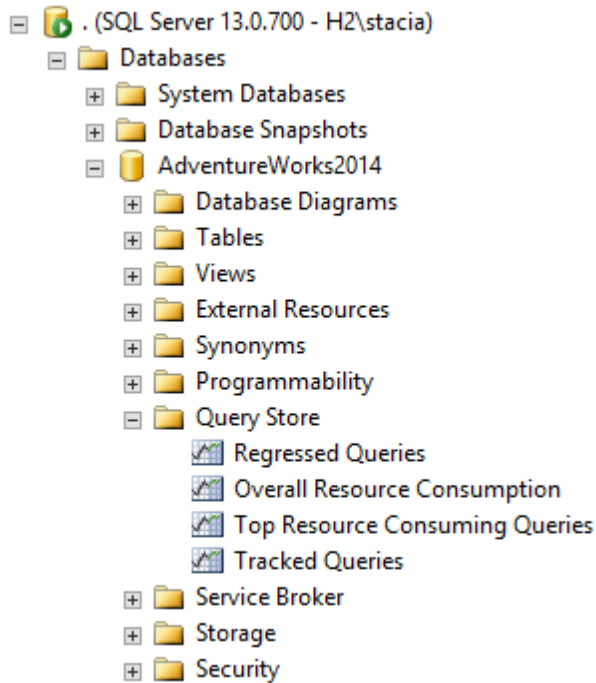 . (SQL Server 13.0.700 - H2\stacia)
Databases
System Databases
Database Snapshots
AdventureWorks2014
Database Diagrams
Tables
Views
External Resources
Synonyms
Programmability
Query Store
Regressed Queries
Overall Resource Consumption
Top Resource Consuming Queries
Tracked Queries
Service Broker
Storage
Security